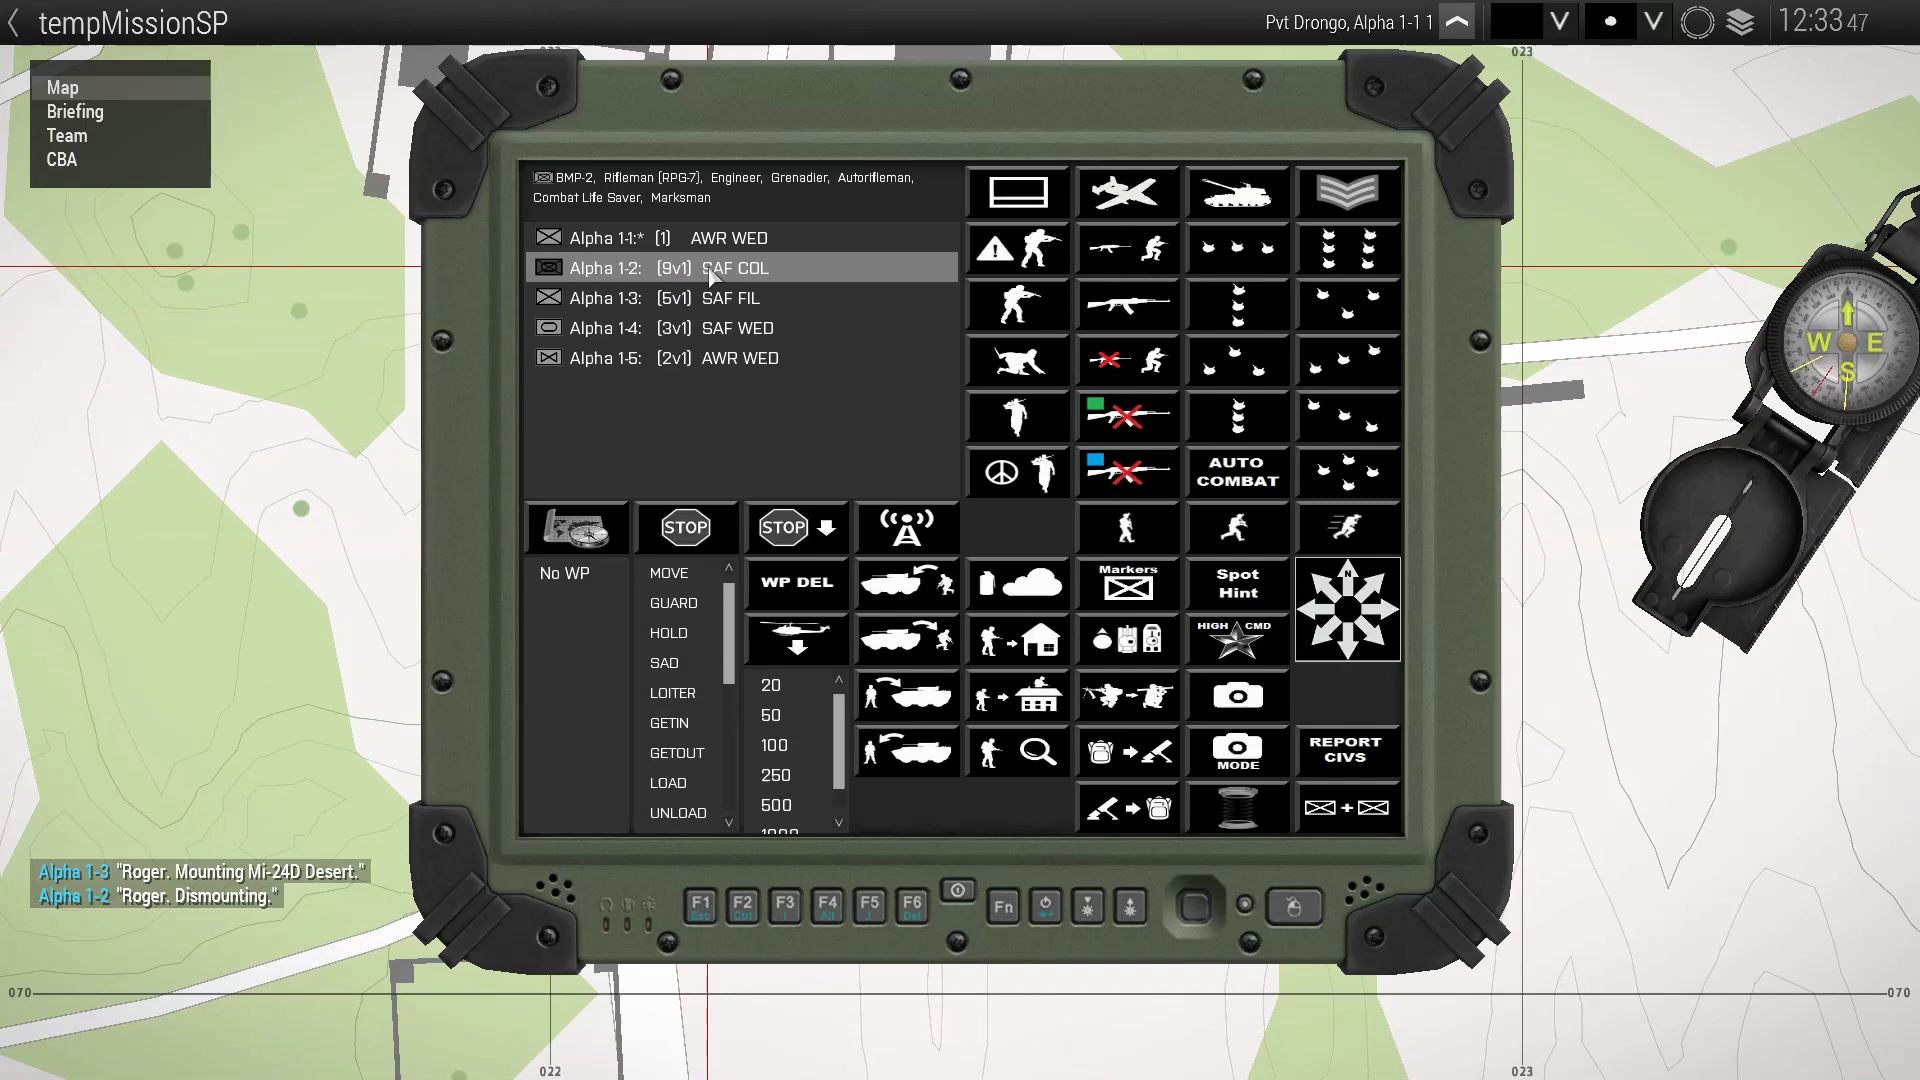 tempMissionSP
Pvt Drongo, Alpha 1-1 1
12:33 47
Map
Briefing
Team
CBA
023
BMP-2, Rifleman (RPG-7), Engineer, Grenadier, Autorifleman,
Combat Life Saver, Marksman
Alpha 1-1:* (1) AWR WED
Alpha 1-2: (9v1) SAF COL
Alpha 1-3: (5v1) SAF FIL
Alpha 1-4: (3v1) SAF WED
Alpha 1-5: (2v1) AWR WED
AUTO
COMBAT
W E
S
STOP
STOP
No WP
MOVE
GUARD
HOLD
SAD
LOITER
GETIN
GETOUT
LOAD
UNLOAD
WP DEL
20
50
100
250
500
Markers
Spot
Hint
N
HIGH CMD
MODE
REPORT
CIVS
Alpha 1-3 "Roger. Mounting Mi-24D Desert."
Alpha 1-2 "Roger. Dismounting."
F1
Esc
F2
Ctrl
F3
F4
Alt
F5
F6
Del
Fn
070
070
022
023